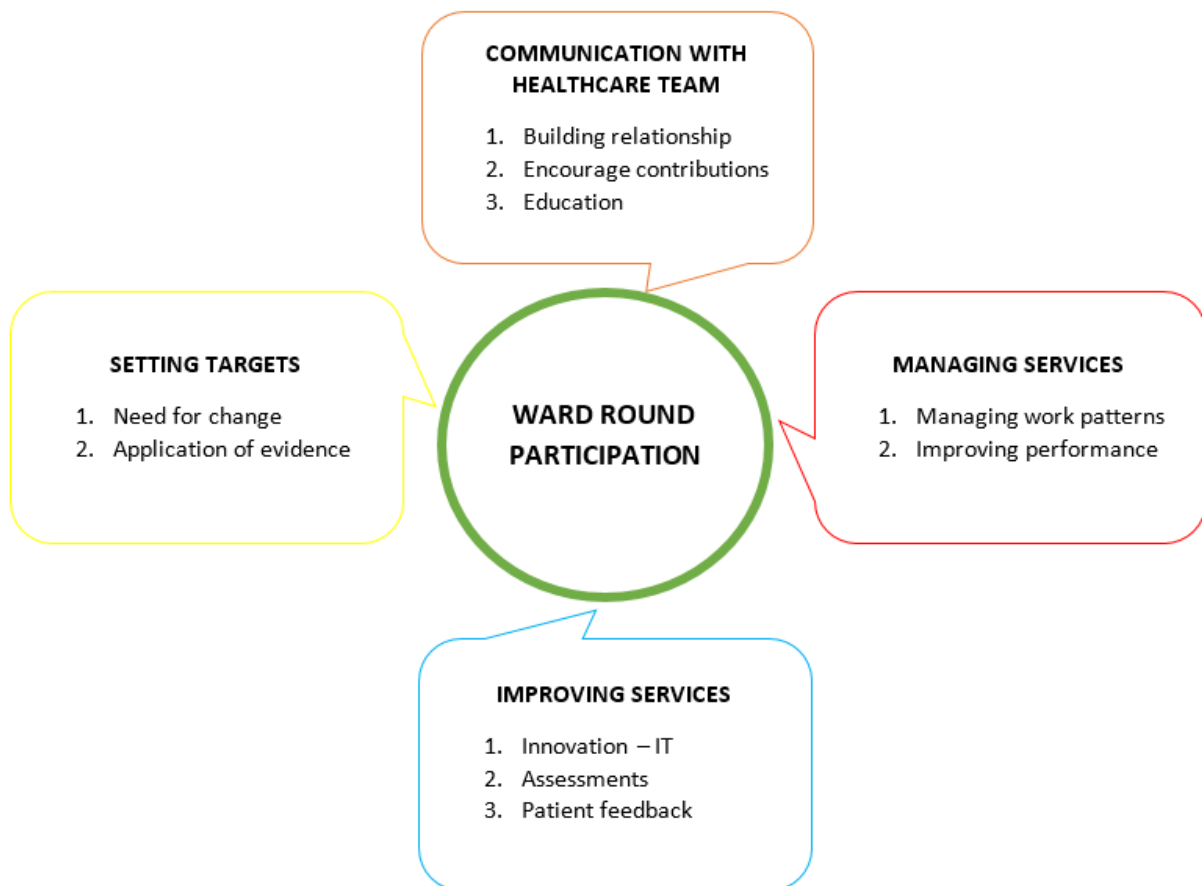 COMMUNICATION WITH
HEALTHCARE TEAM
1. Building relationship
2. Encourage contributions
3. Education
SETTING TARGETS
1. Need for change
2. Application of evidence
WARD ROUND
PARTICIPATION
MANAGING SERVICES
1. Managing work patterns
2. Improving performance
IMPROVING SERVICES
1. Innovation – IT
2. Assessments
3. Patient feedback